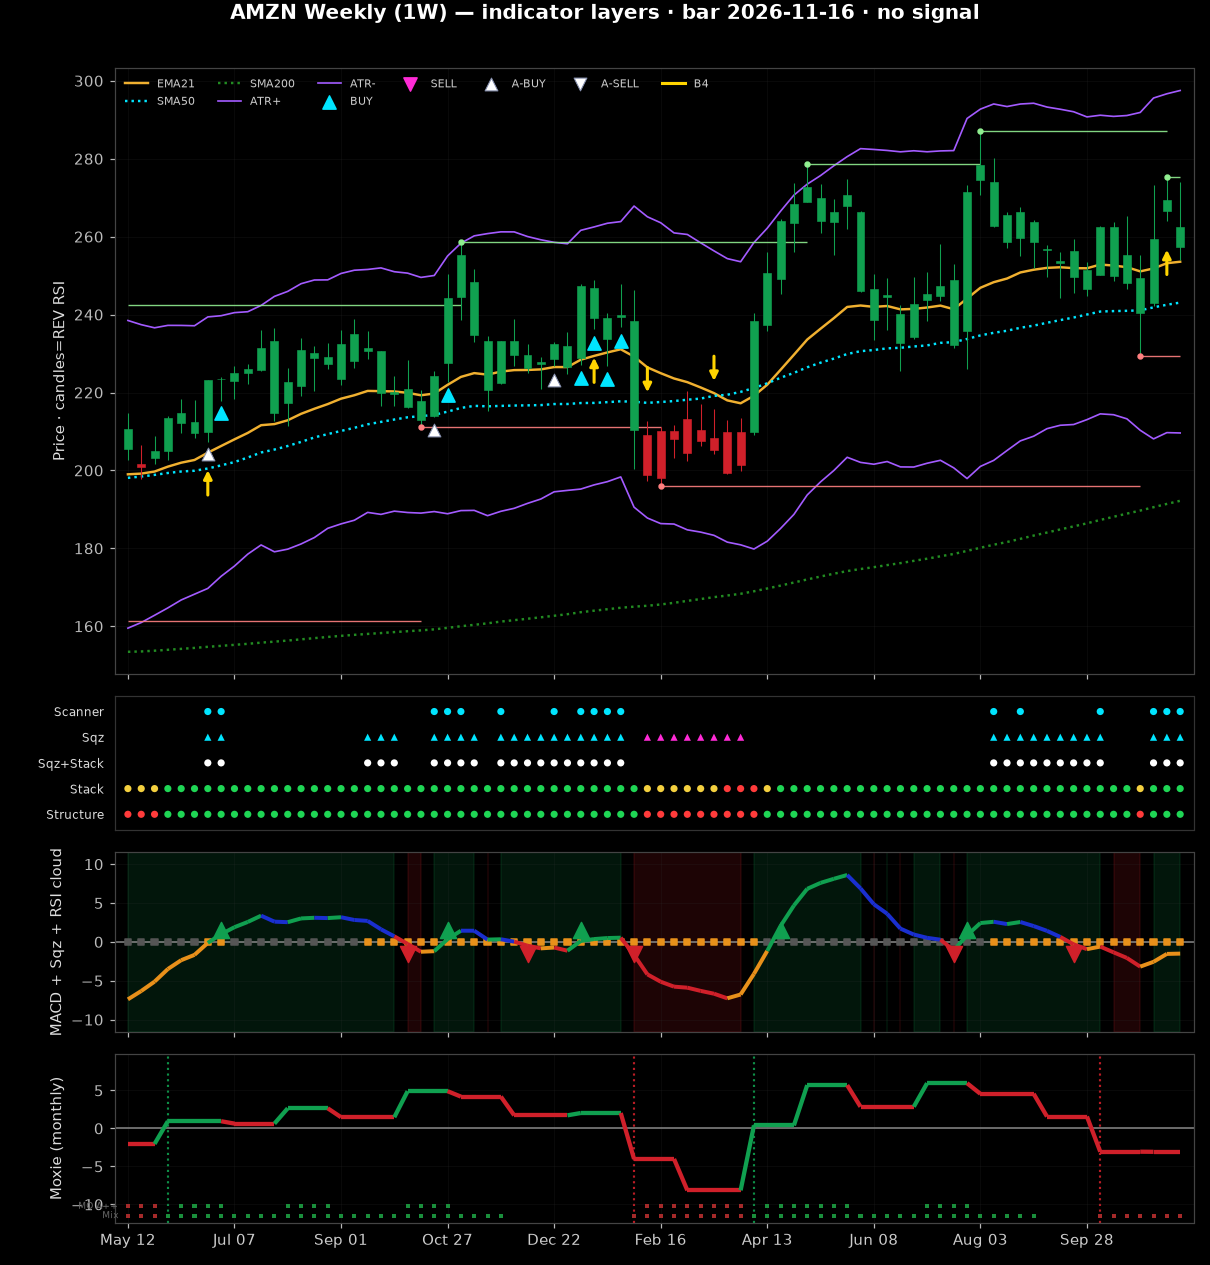 AMZN Weekly (1W) — indicator layers · bar 2026-11-16 · no signal
EMA21 SMA200 ATR- SELL A-BUY A-SELL B4
SMA50 ATR+ BUY
Price · candles=REV RSI
300
280
260
240
220
200
180
160
Scanner
Sqz
Sqz+Stack
Stack
Structure
MACD + Sqz + RSI cloud
10
5
0
−5
−10
Moxie (monthly)
5
0
−5
−10
Mix
May 12 Jul 07 Sep 01 Oct 27 Dec 22 Feb 16 Apr 13 Jun 08 Aug 03 Sep 28